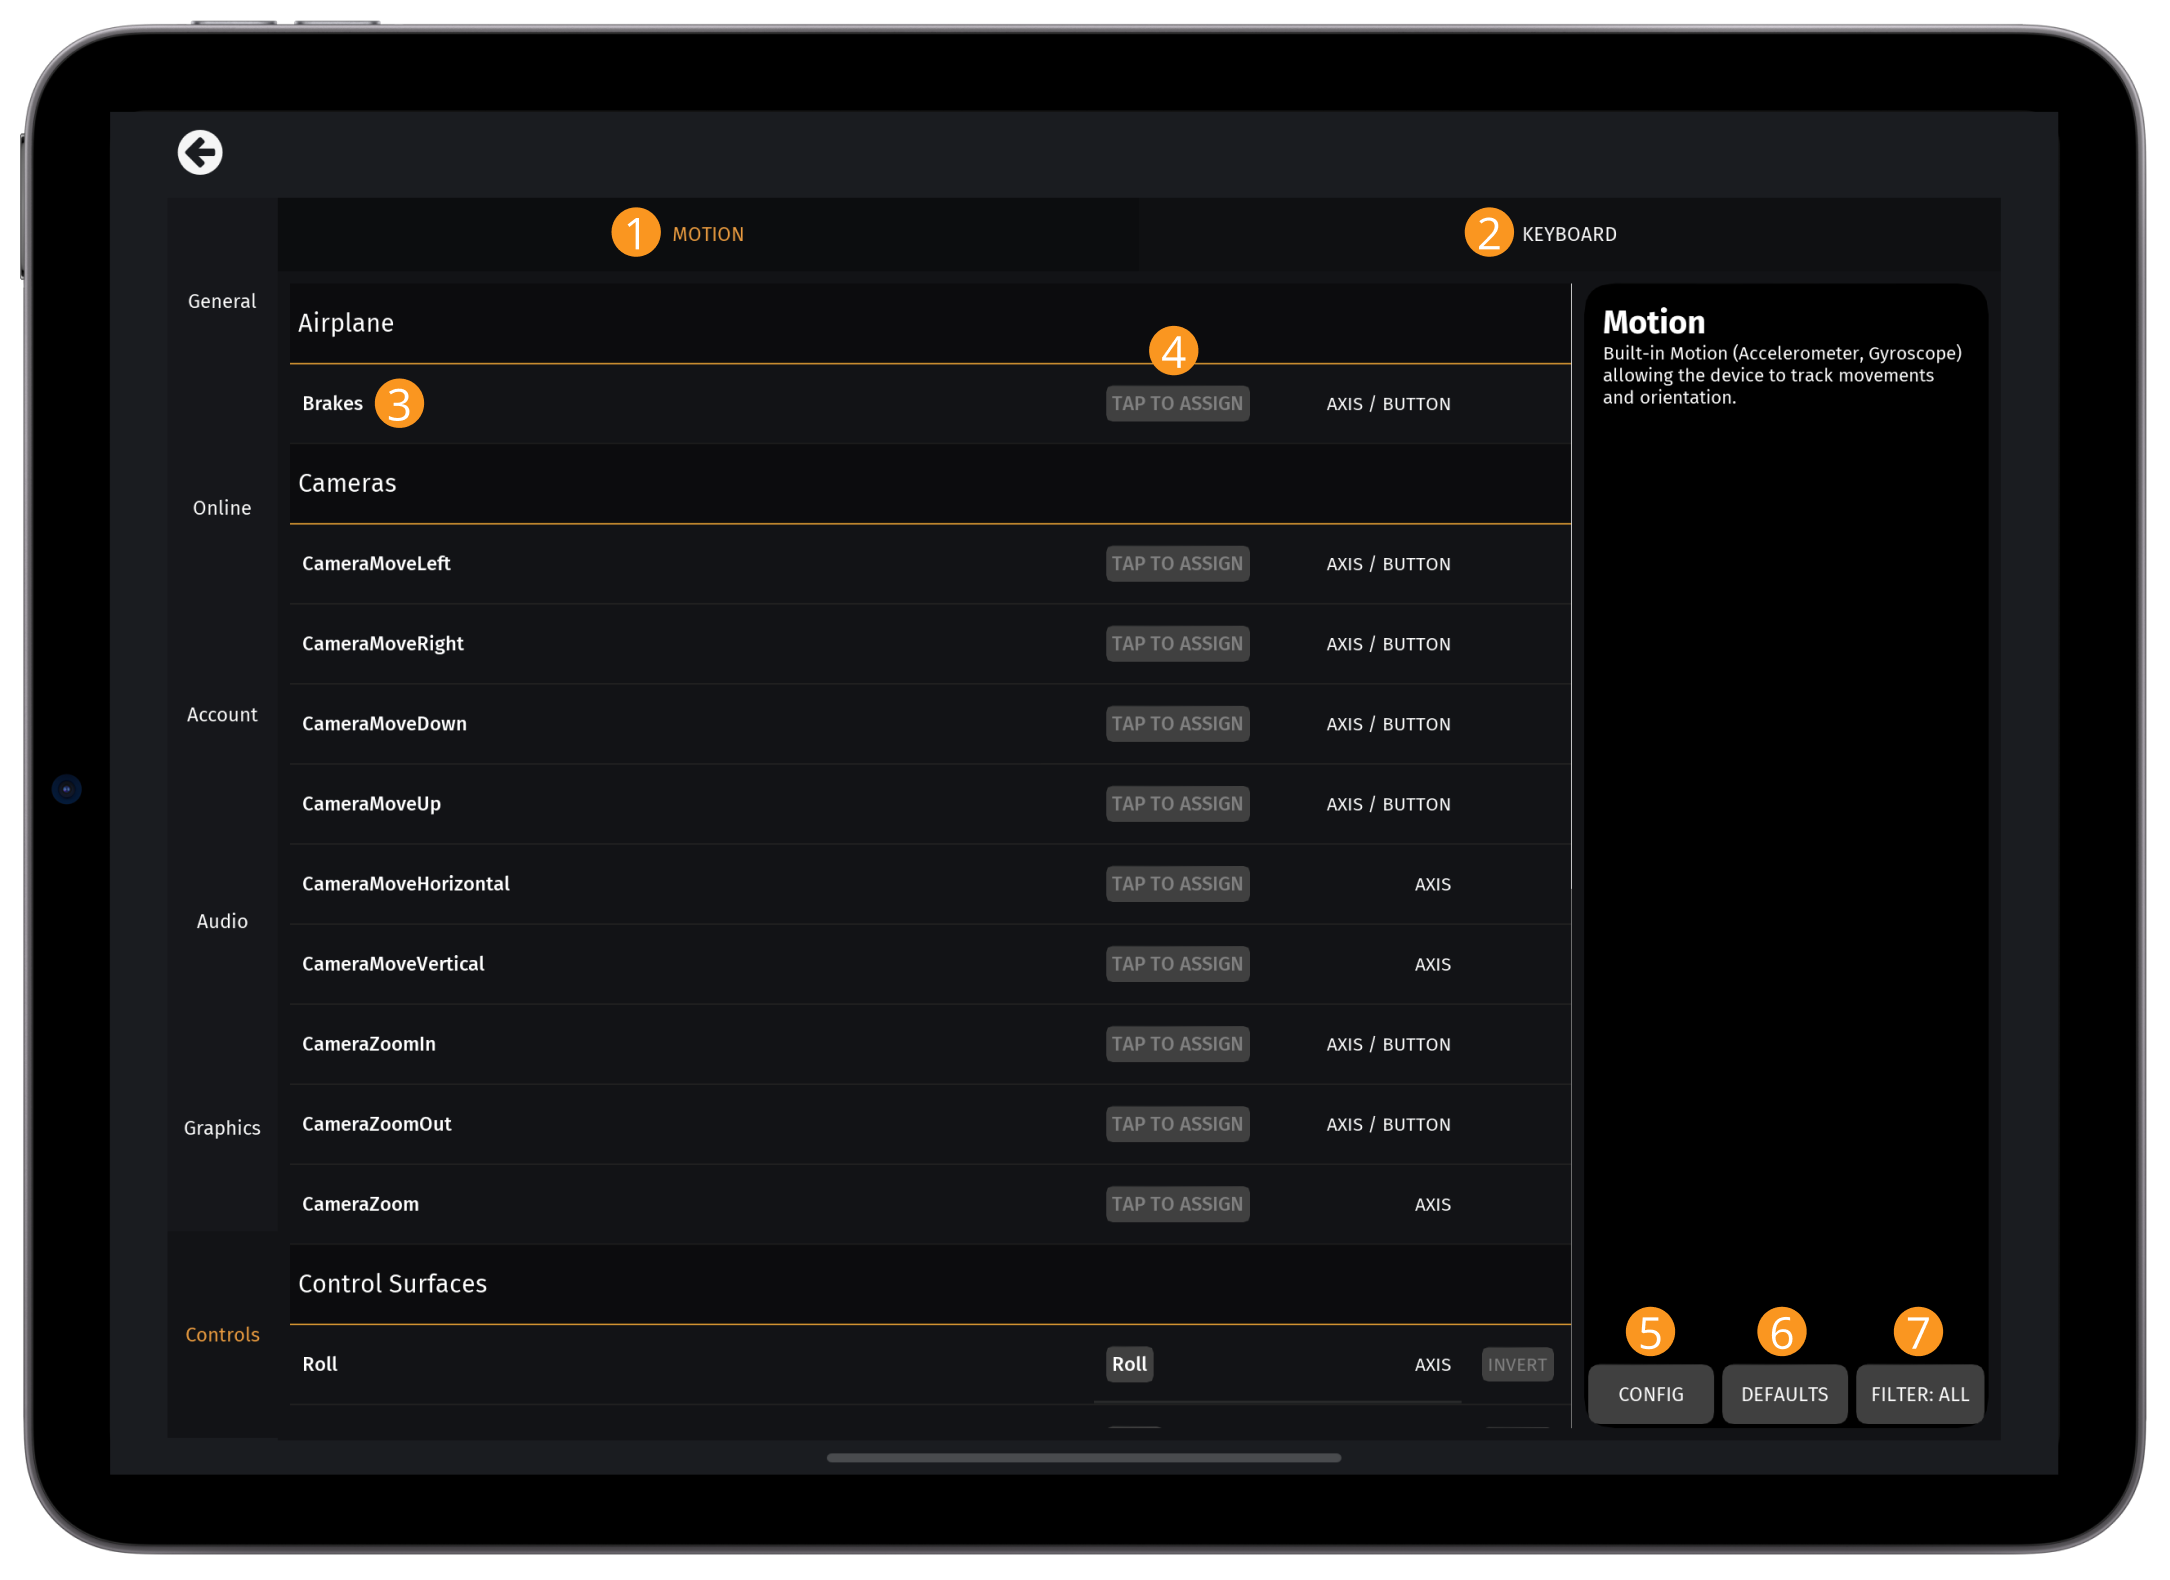 1 MOTION
2 KEYBOARD
General
Online
Account
Audio
Graphics
Controls
Airplane
4
Brakes 3 TAP TO ASSIGN AXIS / BUTTON
Cameras
CameraMoveLeft TAP TO ASSIGN AXIS / BUTTON
CameraMoveRight TAP TO ASSIGN AXIS / BUTTON
CameraMoveDown TAP TO ASSIGN AXIS / BUTTON
CameraMoveUp TAP TO ASSIGN AXIS / BUTTON
CameraMoveHorizontal TAP TO ASSIGN AXIS
CameraMoveVertical TAP TO ASSIGN AXIS
CameraZoomIn TAP TO ASSIGN AXIS / BUTTON
CameraZoomOut TAP TO ASSIGN AXIS / BUTTON
CameraZoom TAP TO ASSIGN AXIS
Control Surfaces
Roll Roll AXIS INVERT
Motion
Built-in Motion (Accelerometer, Gyroscope)
allowing the device to track movements
and orientation.
5 6 7
CONFIG DEFAULTS FILTER: ALL